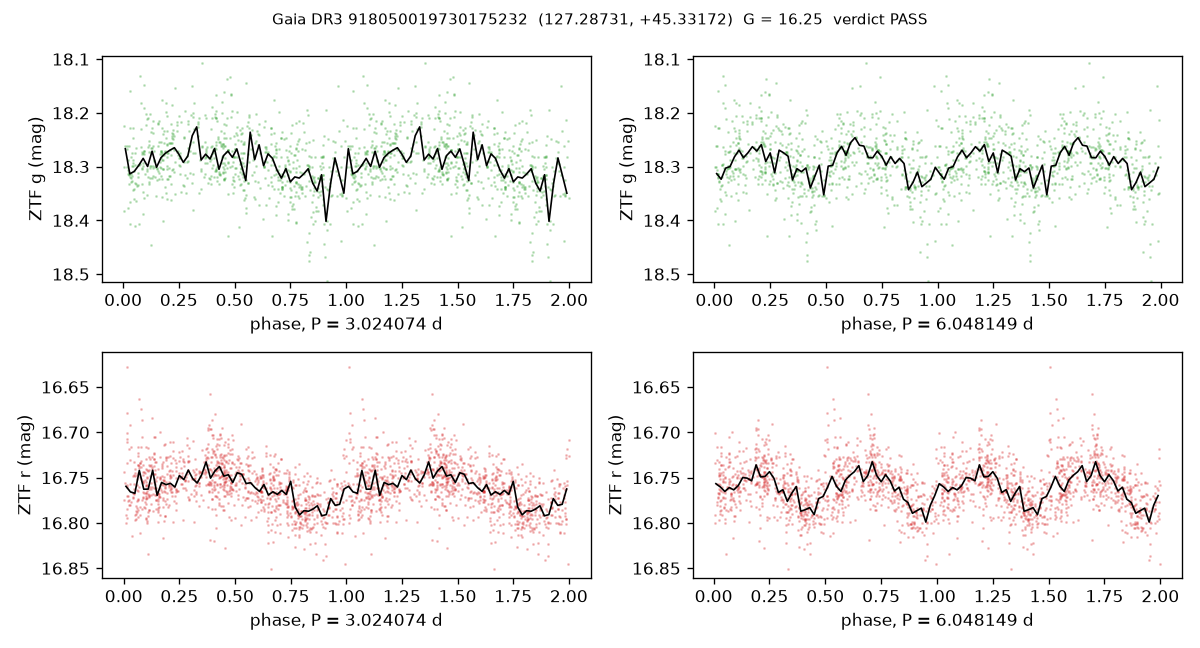 Gaia DR3 918050019730175232 (127.28731, +45.33172) G = 16.25 verdict PASS
ZTF g (mag)
18.1
18.2
18.3
18.4
18.5
0.00 0.25 0.50 0.75 1.00 1.25 1.50 1.75 2.00
phase, P = 3.024074 d
ZTF g (mag)
18.1
18.2
18.3
18.4
18.5
0.00 0.25 0.50 0.75 1.00 1.25 1.50 1.75 2.00
phase, P = 6.048149 d
ZTF r (mag)
16.65
16.70
16.75
16.80
16.85
0.00 0.25 0.50 0.75 1.00 1.25 1.50 1.75 2.00
phase, P = 3.024074 d
ZTF r (mag)
16.65
16.70
16.75
16.80
16.85
0.00 0.25 0.50 0.75 1.00 1.25 1.50 1.75 2.00
phase, P = 6.048149 d